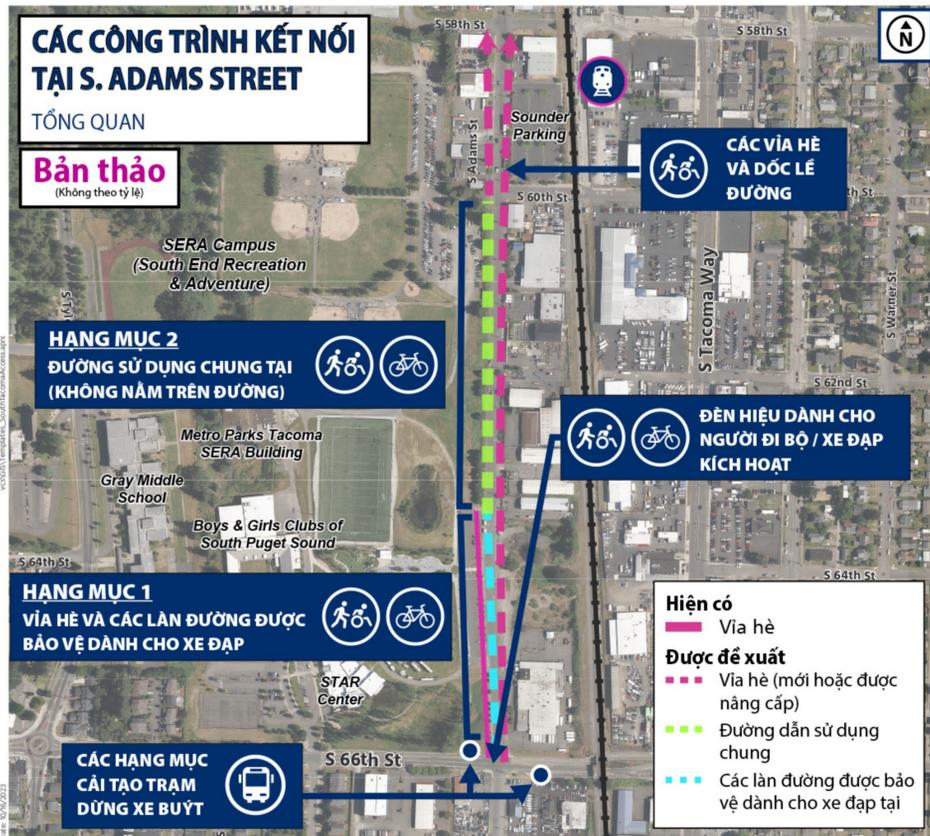 CÁC CÔNG TRÌNH KẾT NỐI
TẠI S. ADAMS STREET
TỔNG QUAN
Bản thảo
(Không theo tỷ lệ)
S 58th St
S 58th St
N
S Adams St
Sounder
Parking
CÁC VỈA HÈ
VÀ DỐC LỀ
ĐƯỜNG
S 60th St
th St
SERA Campus
(South End Recreation
& Adventure)
S Tacoma Way
S Warner St
HẠNG MỤC 2
ĐƯỜNG SỬ DỤNG CHUNG TẠI
(KHÔNG NẰM TRÊN ĐƯỜNG)
S 62nd St
ĐÈN HIỆU DÀNH CHO
NGƯỜI ĐI BỘ / XE ĐẠP
KÍCH HOẠT
Metro Parks Tacoma
SERA Building
Gray Middle
School
Boys & Girls Clubs of
South Puget Sound
S 64th St
S 64th St
HẠNG MỤC 1
VỈA HÈ VÀ CÁC LÀN ĐƯỜNG ĐƯỢC
BẢO VỆ DÀNH CHO XE ĐẠP
STAR
Center
S 66th St
CÁC HẠNG MỤC
CẢI TẠO TRẠM
DỪNG XE BUÝT
Hiện có
Vỉa hè
Được đề xuất
Vỉa hè (mới hoặc được
nâng cấp)
Đường dẫn sử dụng
chung
Các làn đường được bảo
vệ dành cho xe đạp tại